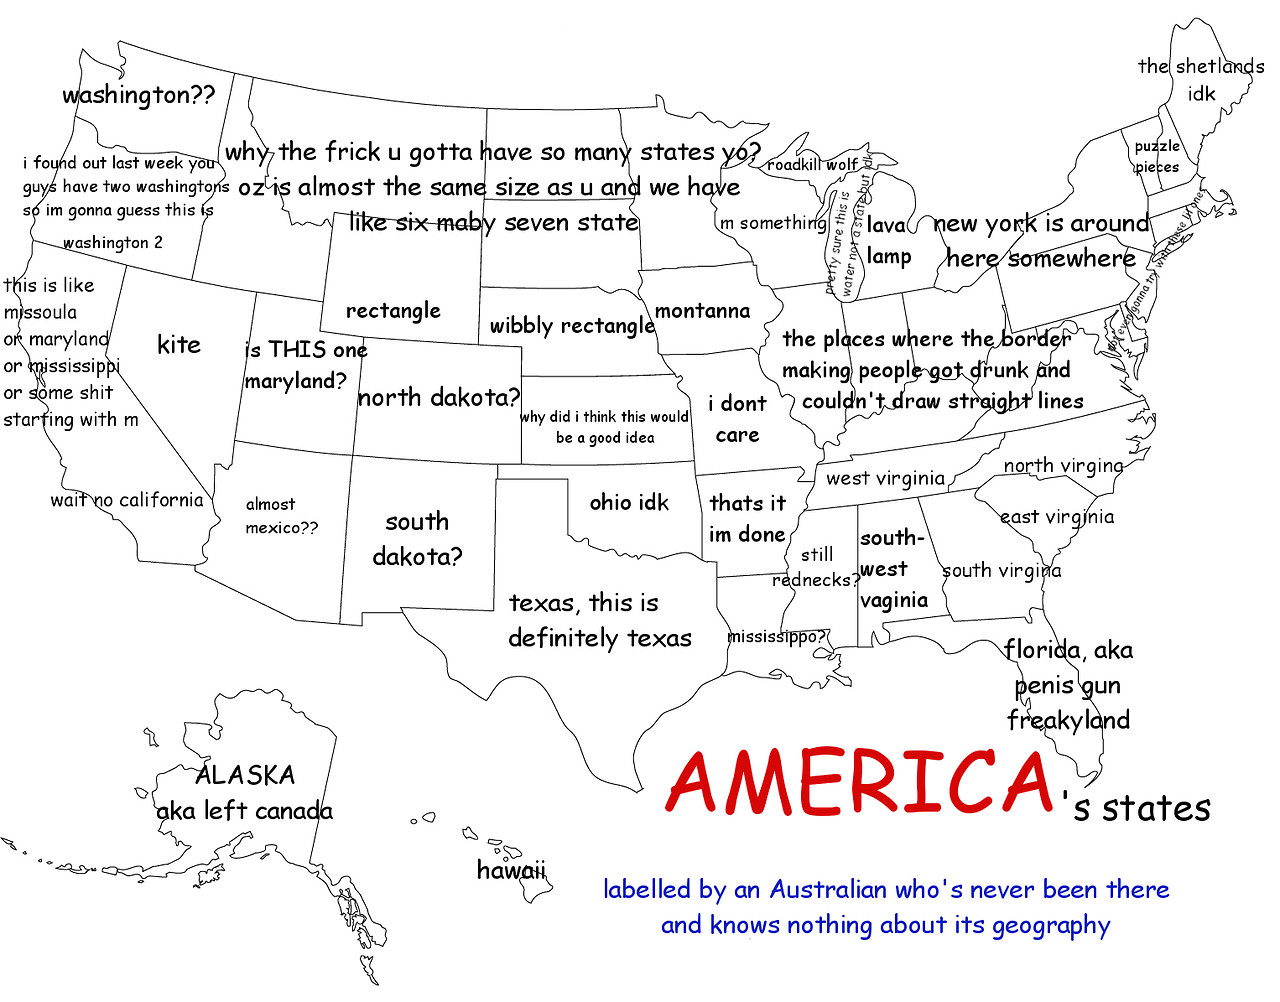 the shetlands
idk
washington??
why the frick u gotta have so many states yo?
oz is almost the same size as u and we have
like six maby seven state
i found out last week you
guys have two washingtons
so im gonna guess this is
washington 2
roadkill wolf
puzzle
pieces
m something
pretty sure this is
water not a state but idk
lava
lamp
new york is around
here somewhere
not even gonna try with these lil ones
this is like
missoula
or maryland
or mississippi
or some shit
starting with m
wait no california
kite
rectangle
wibbly rectangle
montanna
is THIS one
maryland?
north dakota?
why did i think this would
be a good idea
i dont
care
the places where the border
making people got drunk and
couldn't draw straight lines
west virginia
north virgina
east virginia
almost
mexico??
south
dakota?
ohio idk
thats it
im done
still
rednecks?
south-
west
vaginia
south virgina
texas, this is
definitely texas
mississippo?
florida, aka
penis gun
freakyland
ALASKA
aka left canada
hawaii
AMERICA's states
labelled by an Australian who's never been there
and knows nothing about its geography